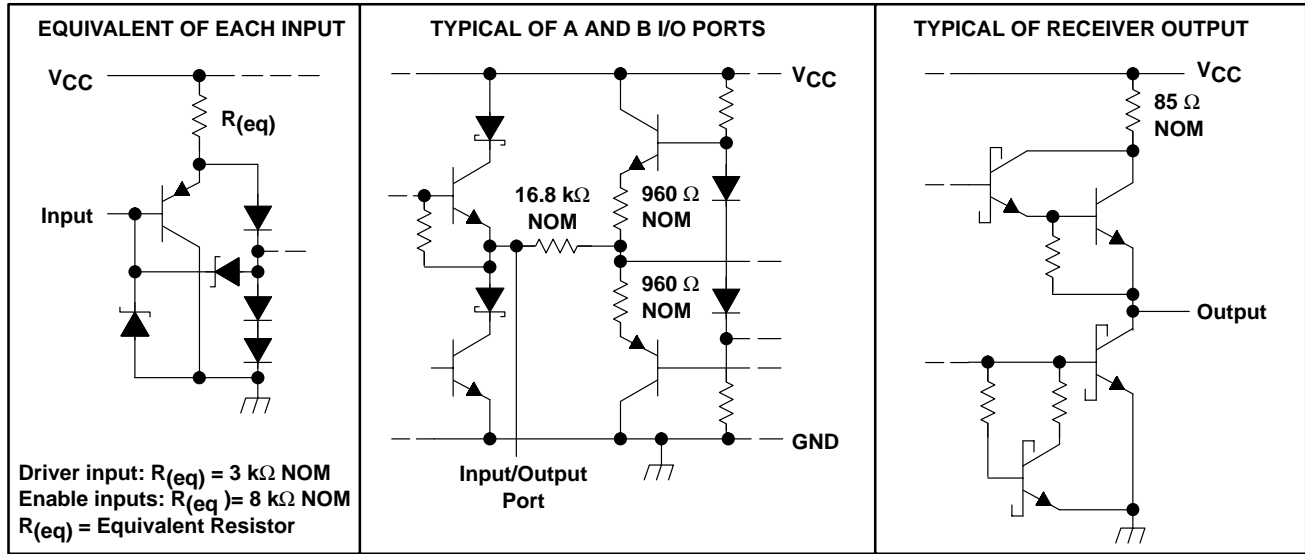 EQUIVALENT OF EACH INPUT
VCC
R(eq)
Input
Driver input: R(eq) = 3 kΩ NOM
Enable inputs: R(eq )= 8 kΩ NOM
R(eq) = Equivalent Resistor
TYPICAL OF A AND B I/O PORTS
VCC
16.8 kΩ
NOM
960 Ω
NOM
960 Ω
NOM
GND
Input/Output
Port
TYPICAL OF RECEIVER OUTPUT
VCC
85 Ω
NOM
Output